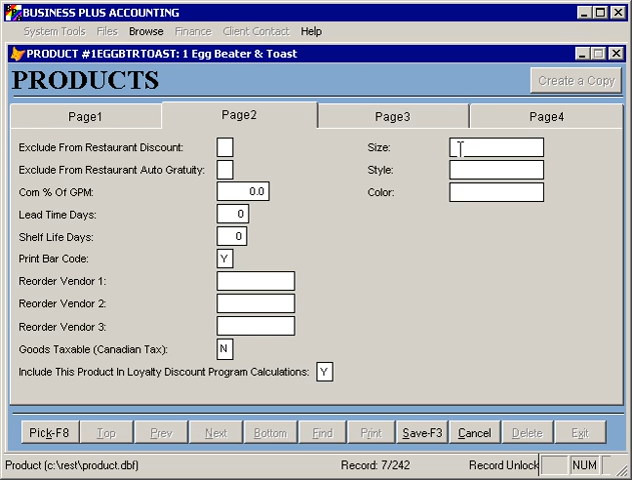 BUSINESS PLUS ACCOUNTING
System Tools Files Browse Finance Client Contact Help
PRODUCT #1EGGBTRTOAST: 1 Egg Beater & Toast
PRODUCTS
Create a Copy
Page1 Page2 Page3 Page4
Exclude From Restaurant Discount: Size:
Exclude From Restaurant Auto Gratuity: Style:
Com % Of GPM: 0.0 Color:
Lead Time Days: 0
Shelf Life Days: 0
Print Bar Code: Y
Reorder Vendor 1:
Reorder Vendor 2:
Reorder Vendor 3:
Goods Taxable (Canadian Tax): N
Include This Product In Loyalty Discount Program Calculations: Y
Pick-F8 Top Prev Next Bottom Find Print Save-F3 Cancel Delete Exit
Product (c:\rest\product.dbf) Record: 7/242 Record Unlock NUM